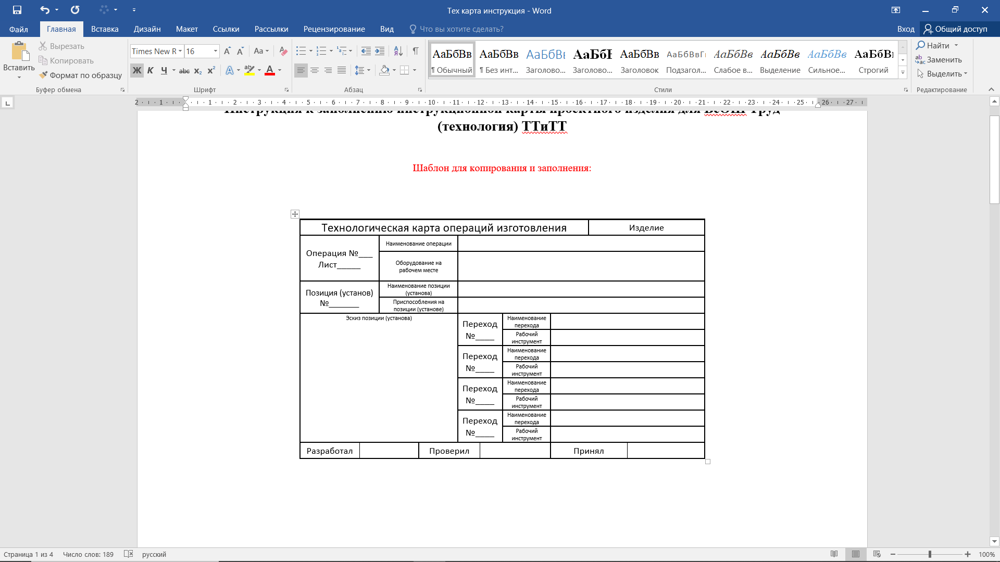 Тех карта инструкция - Word
Файл Главная Вставка Дизайн Макет Ссылки Рассылки Рецензирование Вид Что вы хотите сделать? Вход Общий доступ
Вставить
Вырезать
Копировать
Формат по образцу
Буфер обмена
Times New R 16
Aa
Ж К Ч abc x₂ x²
A ab A
Шрифт
Абзац
АаБбВв АаБбВв АаБбВ АаБбІ АаБбВв АаБбВвГг АаБбВв АаБбВв АаБбВв АаБбВ
¶ Обычный ¶ Без инт... Заголово... Заголово... Заголовок Подзагол... Слабое в... Выделение Сильное... Строгий
Стили
Найти
Заменить
Выделить
Редактирование
2 1 1 2 3 4 5 6 7 8 9 10 11 12 13 14 15 16 17 18 19 20 21 22 23 24 25 26 27
Инструкция к заполнению инструкционной карты проектного изделия для ВсОШ Труд
(технология) ТТиТТ
Шаблон для копирования и заполнения:
Технологическая карта операций изготовления Изделие
Операция №___
Лист_____
Наименование операции
Оборудование на
рабочем месте
Позиция (установ)
№______
Наименование позиции
(установа)
Приспособления на
позиции (установе)
Эскиз позиции (установа)
Переход
№____
Наименование
перехода
Рабочий
инструмент
Переход
№____
Наименование
перехода
Рабочий
инструмент
Переход
№____
Наименование
перехода
Рабочий
инструмент
Переход
№____
Наименование
перехода
Рабочий
инструмент
Разработал Проверил Принял
Страница 1 из 4 Число слов: 189 русский 100%